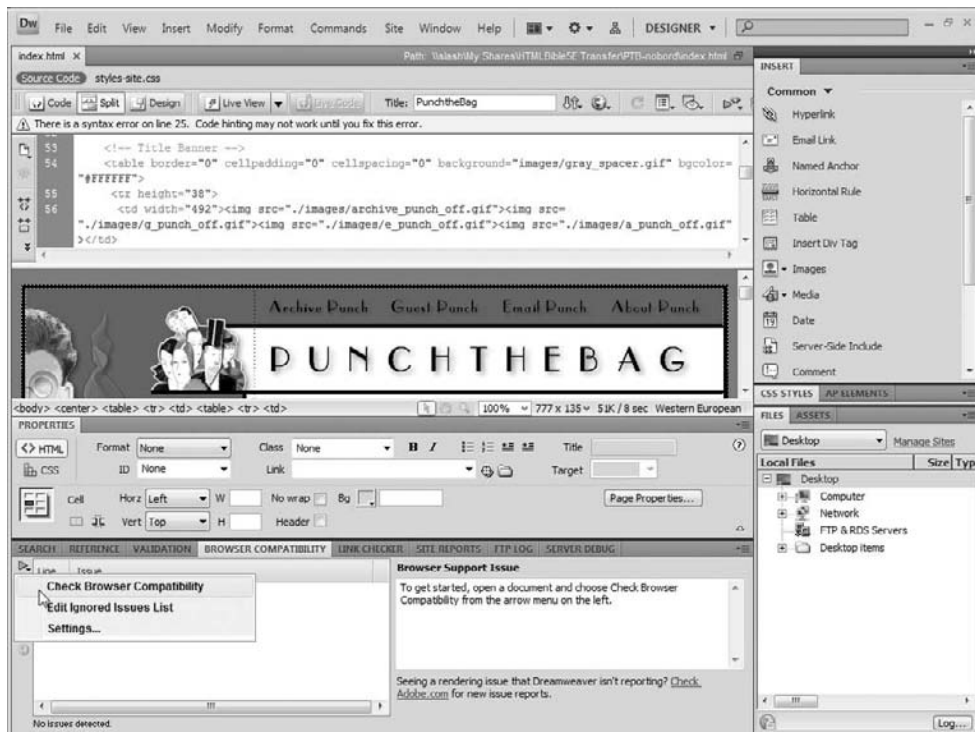 Dw File Edit View Insert Modify Format Commands Site Window Help DESIGNER
index.html × Path: \\slash\My Shares\HTMLBible5E Transfer\PTB-nobord\index.html
Source Code styles-site.css
Code Split Design Live View Live Code Title: PunchtheBag
There is a syntax error on line 25. Code hinting may not work until you fix this error.
53 <!-- Title Banner -->
54 <table border="0" cellpadding="0" cellspacing="0" background="images/gray_spacer.gif" bgcolor=
"#FFFFFF">
55 <tr height="38">
56 <td width="492"><img src="./images/archive_punch_off.gif"><img src=
"./images/g_punch_off.gif"><img src="./images/e_punch_off.gif"><img src="./images/a_punch_off.gif"
></td>
Archive Punch Guest Punch Email Punch About Punch
PUNCHTHEBAG
<body> <center> <table> <tr> <td> <table> <tr> <td> 100% 777 x 135 51K / 8 sec Western European
PROPERTIES
<> HTML Format None Class None B I Title
CSS ID None Link Target
Cell Horz Left W No wrap Bg Page Properties...
Vert Top H Header
SEARCH REFERENCE VALIDATION BROWSER COMPATIBILITY LINK CHECKER SITE REPORTS FTP LOG SERVER DEBUG
Line Issue
Check Browser Compatibility
Edit Ignored Issues List
Settings...
No issues detected.
Browser Support Issue
To get started, open a document and choose Check Browser
Compatibility from the arrow menu on the left.
Seeing a rendering issue that Dreamweaver isn't reporting? Check
Adobe.com for new issue reports.
INSERT
Common
Hyperlink
Email Link
Named Anchor
Horizontal Rule
Table
Insert Div Tag
Images
Media
Date
Server-Side Include
Comment
CSS STYLES AP ELEMENTS
FILES ASSETS
Desktop Manage Sites
Local Files Size Typ
Desktop
Computer
Network
FTP & RDS Servers
Desktop items
Log...